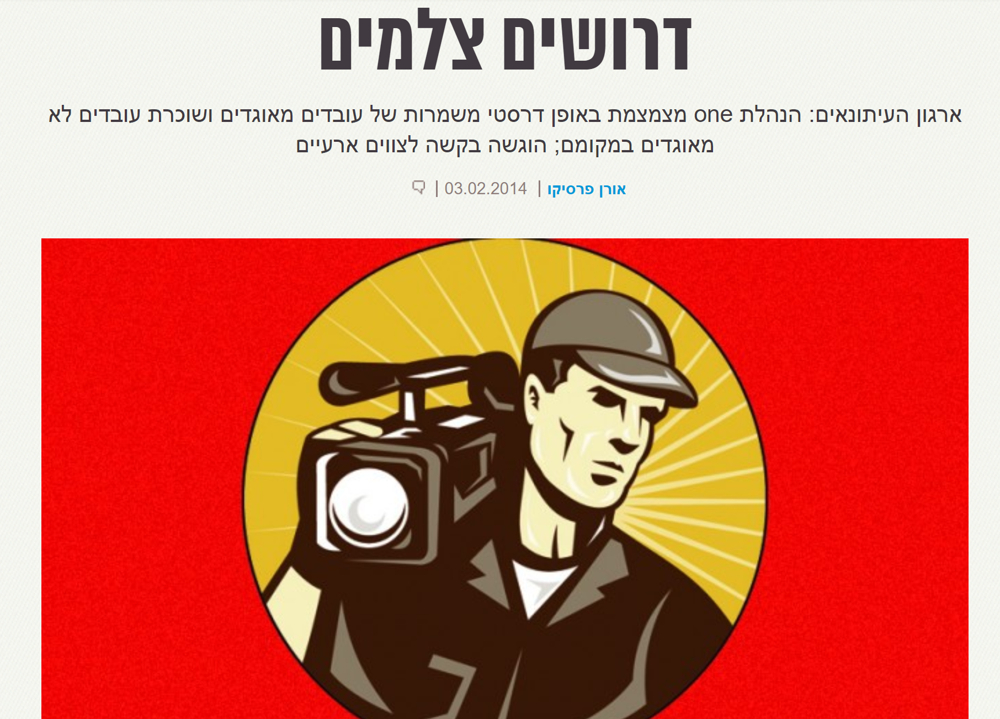 דרושים צלמים
ארגון העיתונאים: הנהלת one מצמצמת באופן דרסטי משמרות של עובדים מאוגדים ושוכרת עובדים לא
מאוגדים במקומם; הוגשה בקשה לצווים ארעיים
אורן פרסיקו | 03.02.2014 |